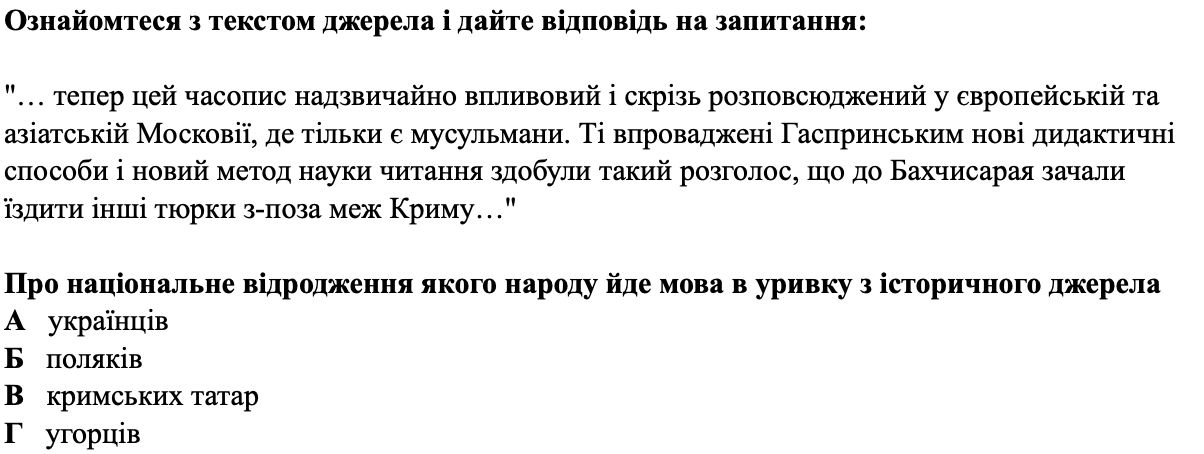 Ознайомтеся з текстом джерела і дайте відповідь на запитання:
"… тепер цей часопис надзвичайно впливовий і скрізь розповсюджений у європейській та
азіатській Московії, де тільки є мусульмани. Ті впроваджені Гаспринським нові дидактичні
способи і новий метод науки читання здобули такий розголос, що до Бахчисарая зачали
їздити інші тюрки з-поза меж Криму…"
Про національне відродження якого народу йде мова в уривку з історичного джерела
А українців
Б поляків
В кримських татар
Г угорців